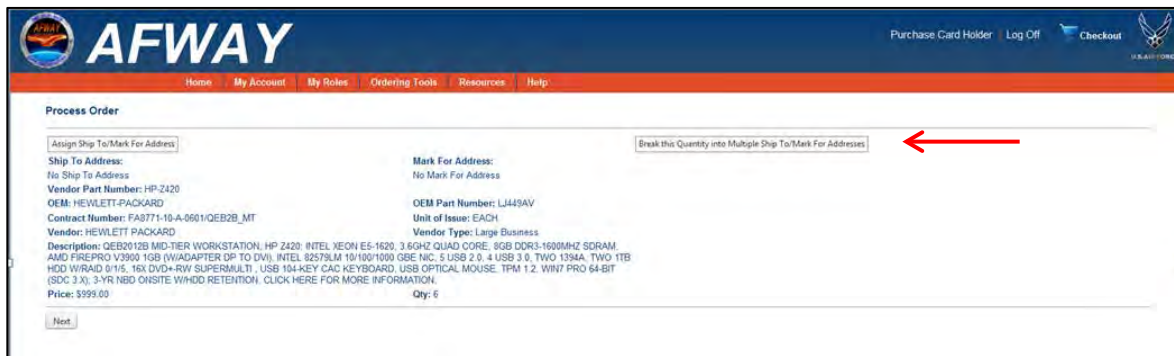 AFWAY
AFWAY
Purchase Card Holder Log Off Checkout
U.S. AIR FORCE
Home My Account My Roles Ordering Tools Resources Help
Process Order
Assign Ship To/Mark For Address
Break this Quantity into Multiple Ship To/Mark For Addresses
Ship To Address: Mark For Address:
No Ship To Address No Mark For Address
Vendor Part Number: HP-Z420
OEM: HEWLETT-PACKARD OEM Part Number: LJ449AV
Contract Number: FA8771-10-A-0601/QEB2B_MT Unit of Issue: EACH
Vendor: HEWLETT PACKARD Vendor Type: Large Business
Description: QEB2012B MID-TIER WORKSTATION, HP Z420; INTEL XEON E5-1620, 3.6GHZ QUAD CORE, 8GB DDR3-1600MHZ SDRAM,
AMD FIREPRO V3900 1GB (W/ADAPTER DP TO DVI), INTEL 82579LM 10/100/1000 GBE NIC, 5 USB 2.0, 4 USB 3.0, TWO 1394A, TWO 1TB
HDD W/RAID 0/1/5, 16X DVD+-RW SUPERMULTI , USB 104-KEY CAC KEYBOARD, USB OPTICAL MOUSE, TPM 1.2, WIN7 PRO 64-BIT
(SDC 3.X); 3-YR NBD ONSITE W/HDD RETENTION. CLICK HERE FOR MORE INFORMATION.
Price: $999.00 Qty: 6
Next